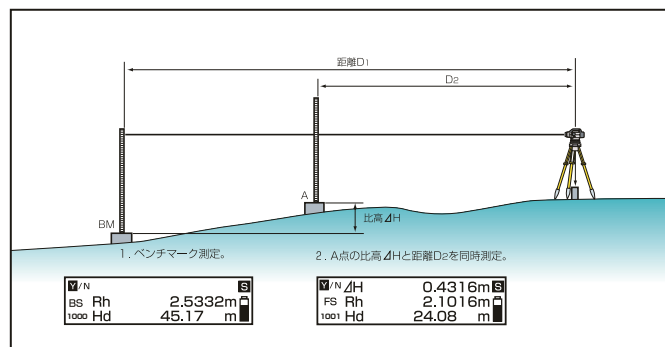 距離D1
D2
A
BM
比高⊿H
1. ベンチマーク測定。
2. A点の比高⊿Hと距離D2を同時測定。
Y/N S
BS Rh 2.5332m
1000 Hd 45.17 m
Y/N ⊿H 0.4316m S
FS Rh 2.1016m
1001 Hd 24.08 m